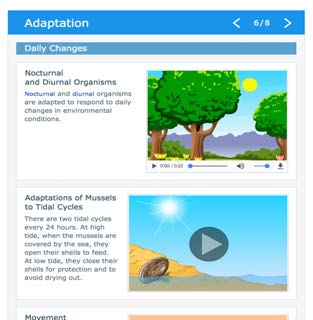 Adaptation
6/8
Daily Changes
Nocturnal
and Diurnal Organisms
Nocturnal and diurnal organisms
are adapted to respond to daily
changes in environmental
conditions.
0:00 / 0:22
Adaptations of Mussels
to Tidal Cycles
There are two tidal cycles
every 24 hours. At high
tide, when the mussels are
covered by the sea, they
open their shells to feed.
At low tide, they close their
shells for protection and to
avoid drying out.
Movement